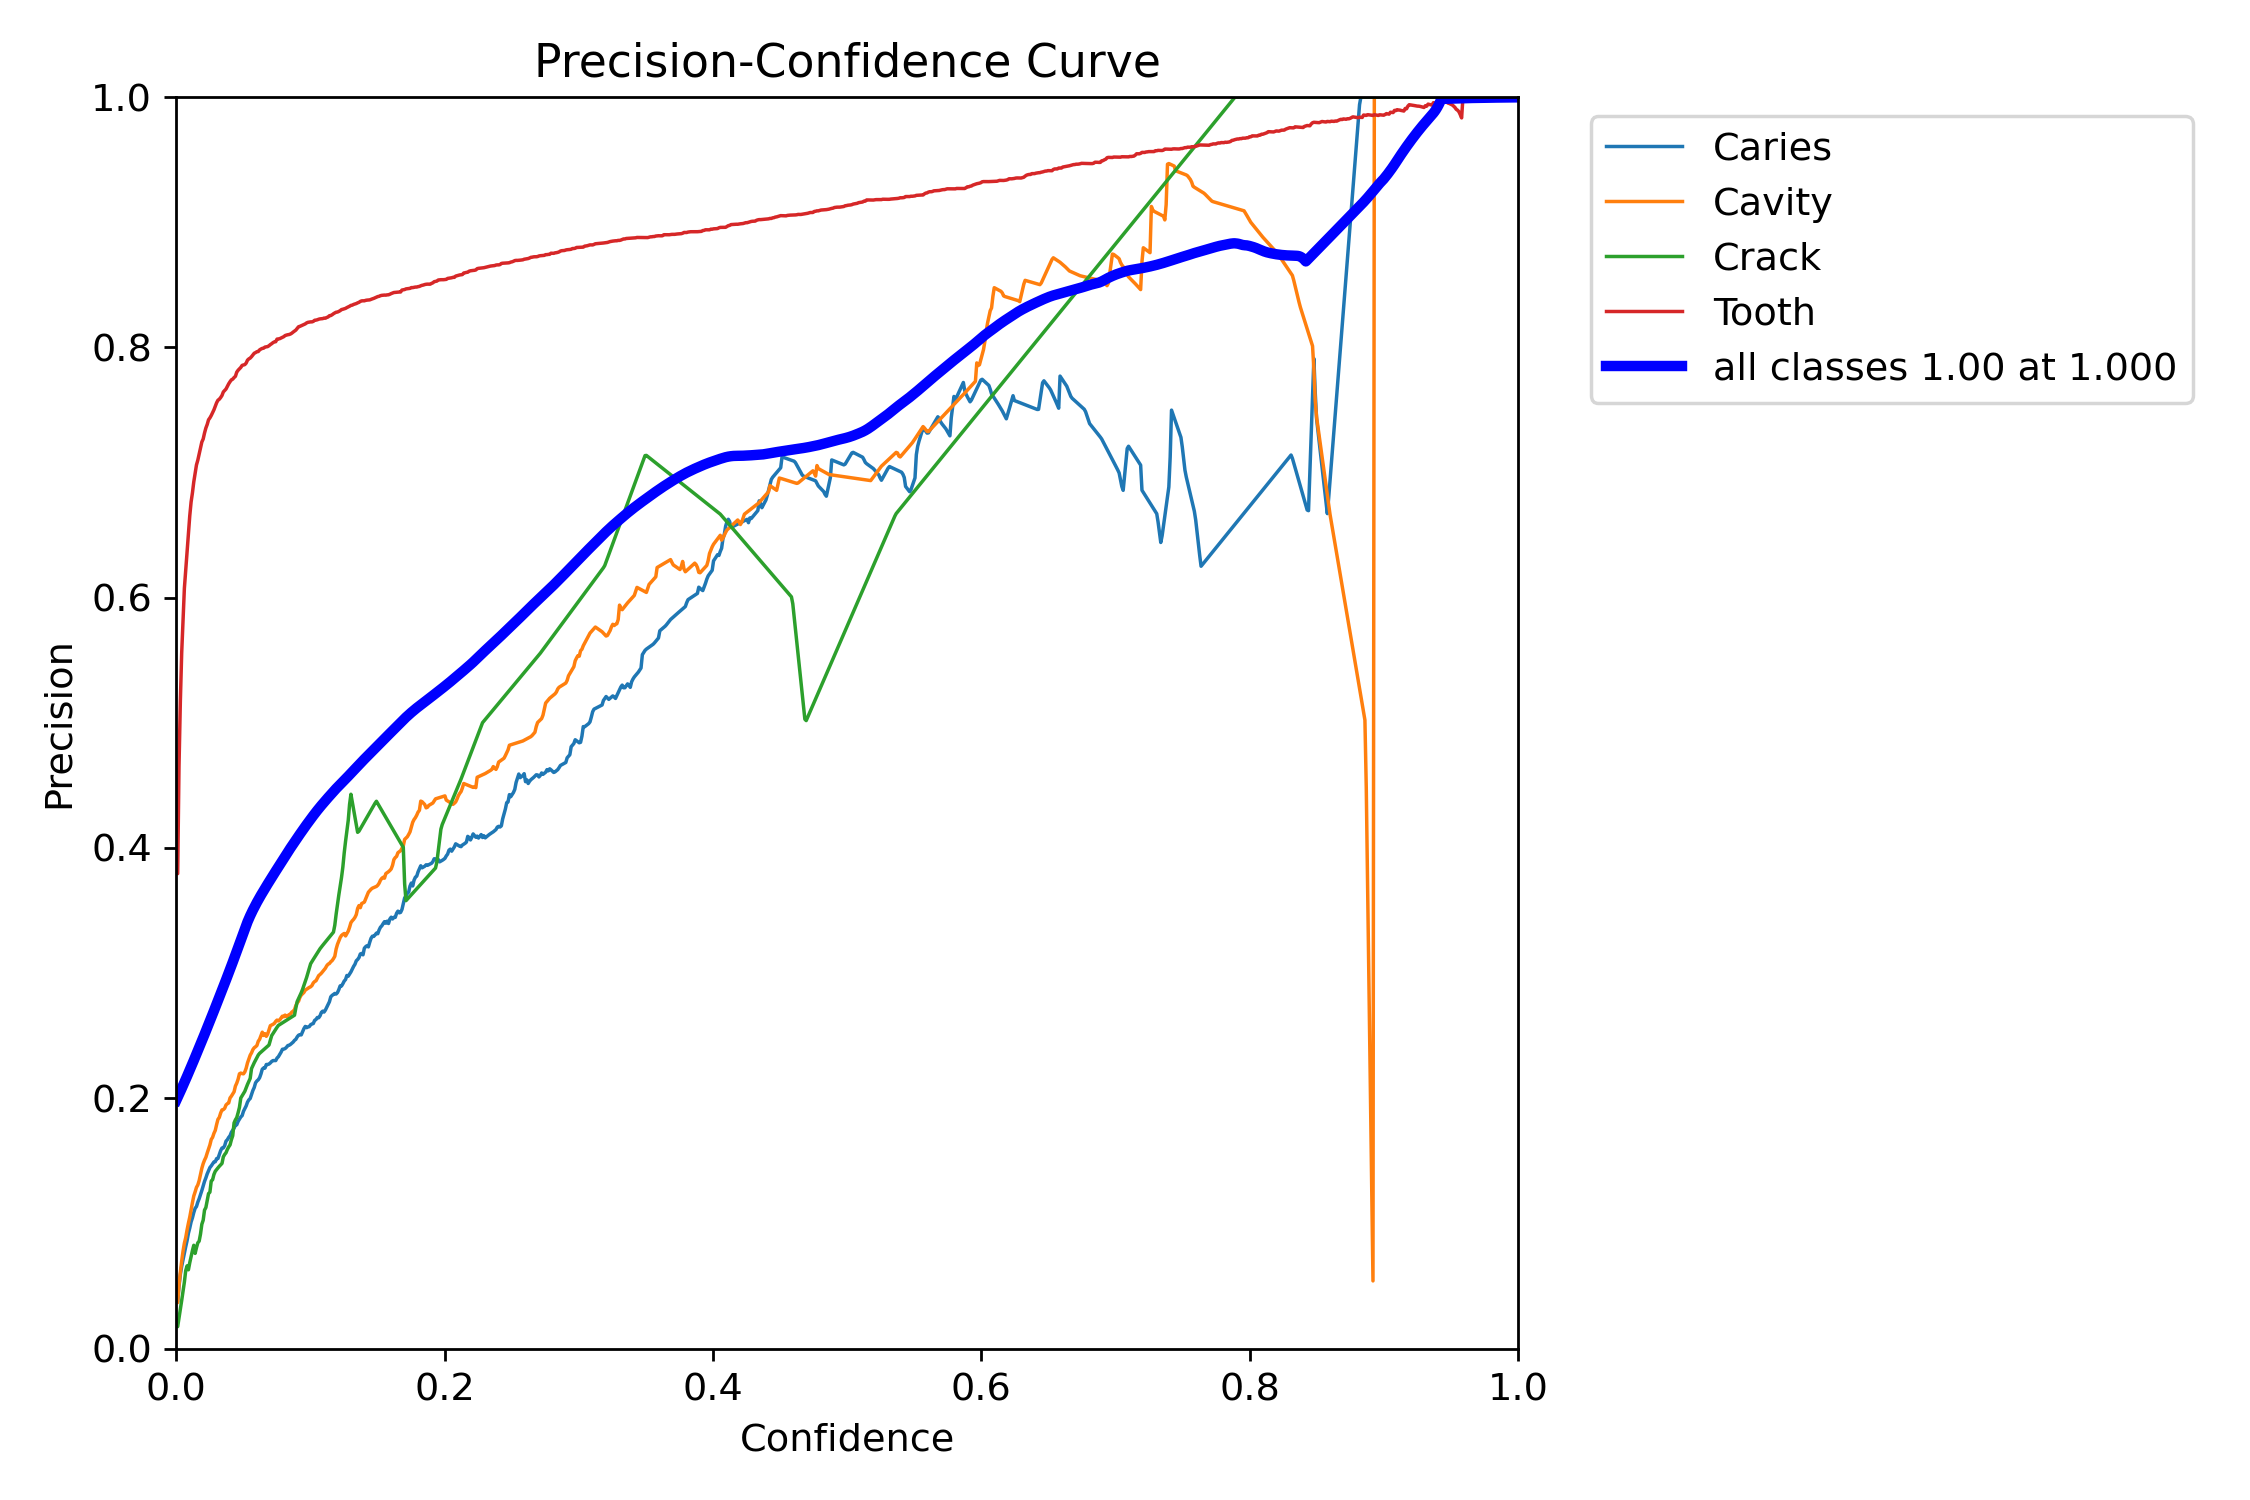 Precision-Confidence Curve
1.0
0.8
0.6
0.4
0.2
0.0
Precision
0.0 0.2 0.4 0.6 0.8 1.0
Confidence
Caries
Cavity
Crack
Tooth
all classes 1.00 at 1.000